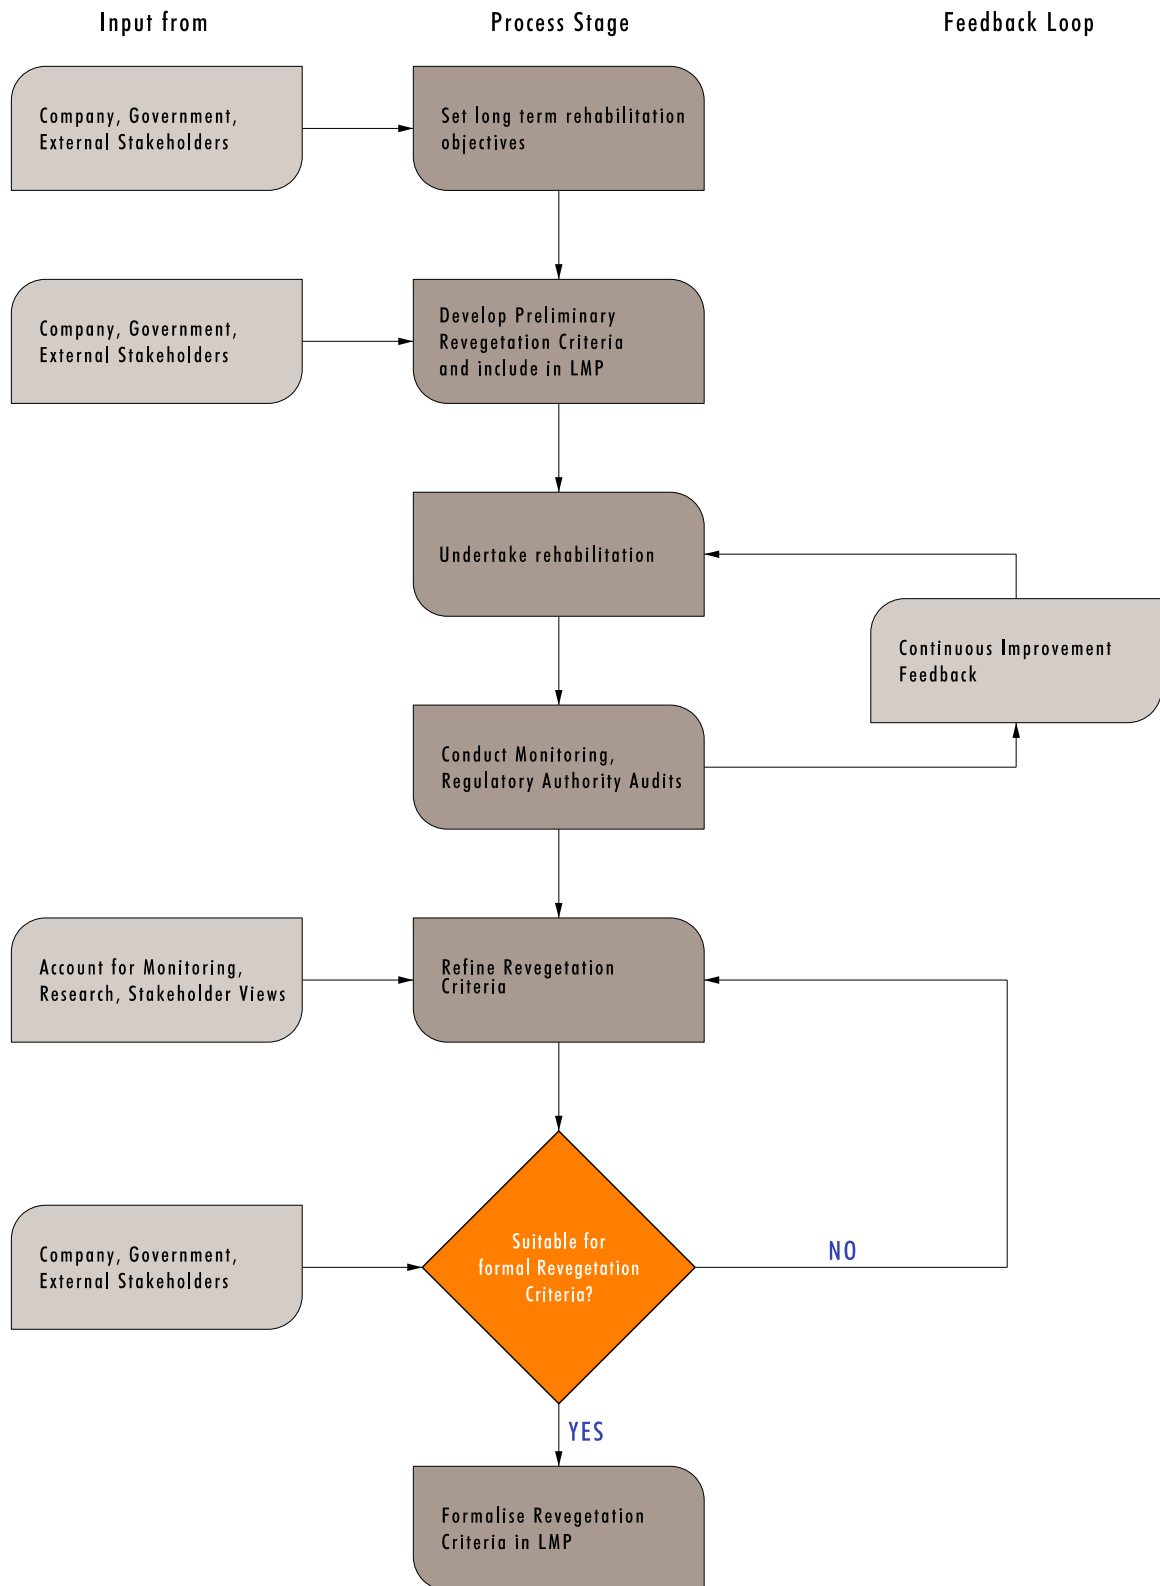 Input from
Process Stage
Feedback Loop
Company, Government,
External Stakeholders
Set long term rehabilitation
objectives
Company, Government,
External Stakeholders
Develop Preliminary
Revegetation Criteria
and include in LMP
Undertake rehabilitation
Continuous Improvement
Feedback
Conduct Monitoring,
Regulatory Authority Audits
Account for Monitoring,
Research, Stakeholder Views
Refine Revegetation
Criteria
Company, Government,
External Stakeholders
Suitable for
formal Revegetation
Criteria?
NO
YES
Formalise Revegetation
Criteria in LMP